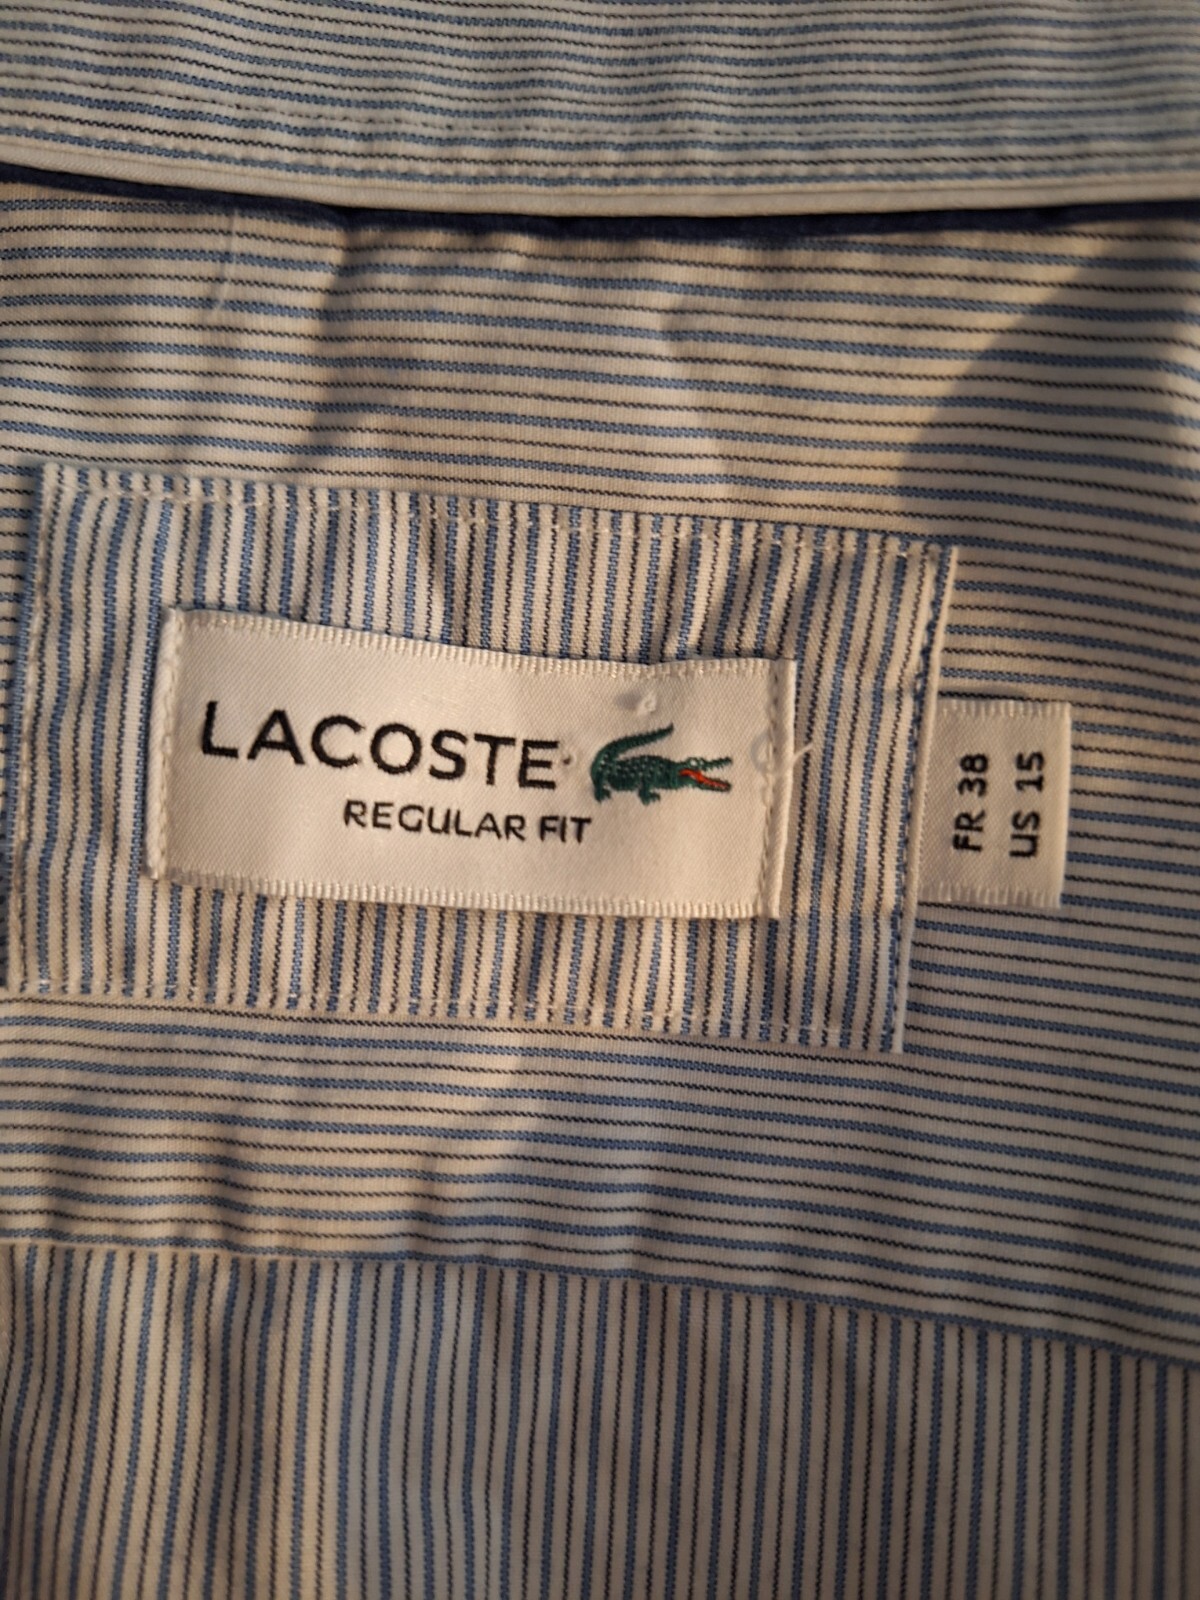 LACOSTE
REGULAR FIT
FR 38
US 15